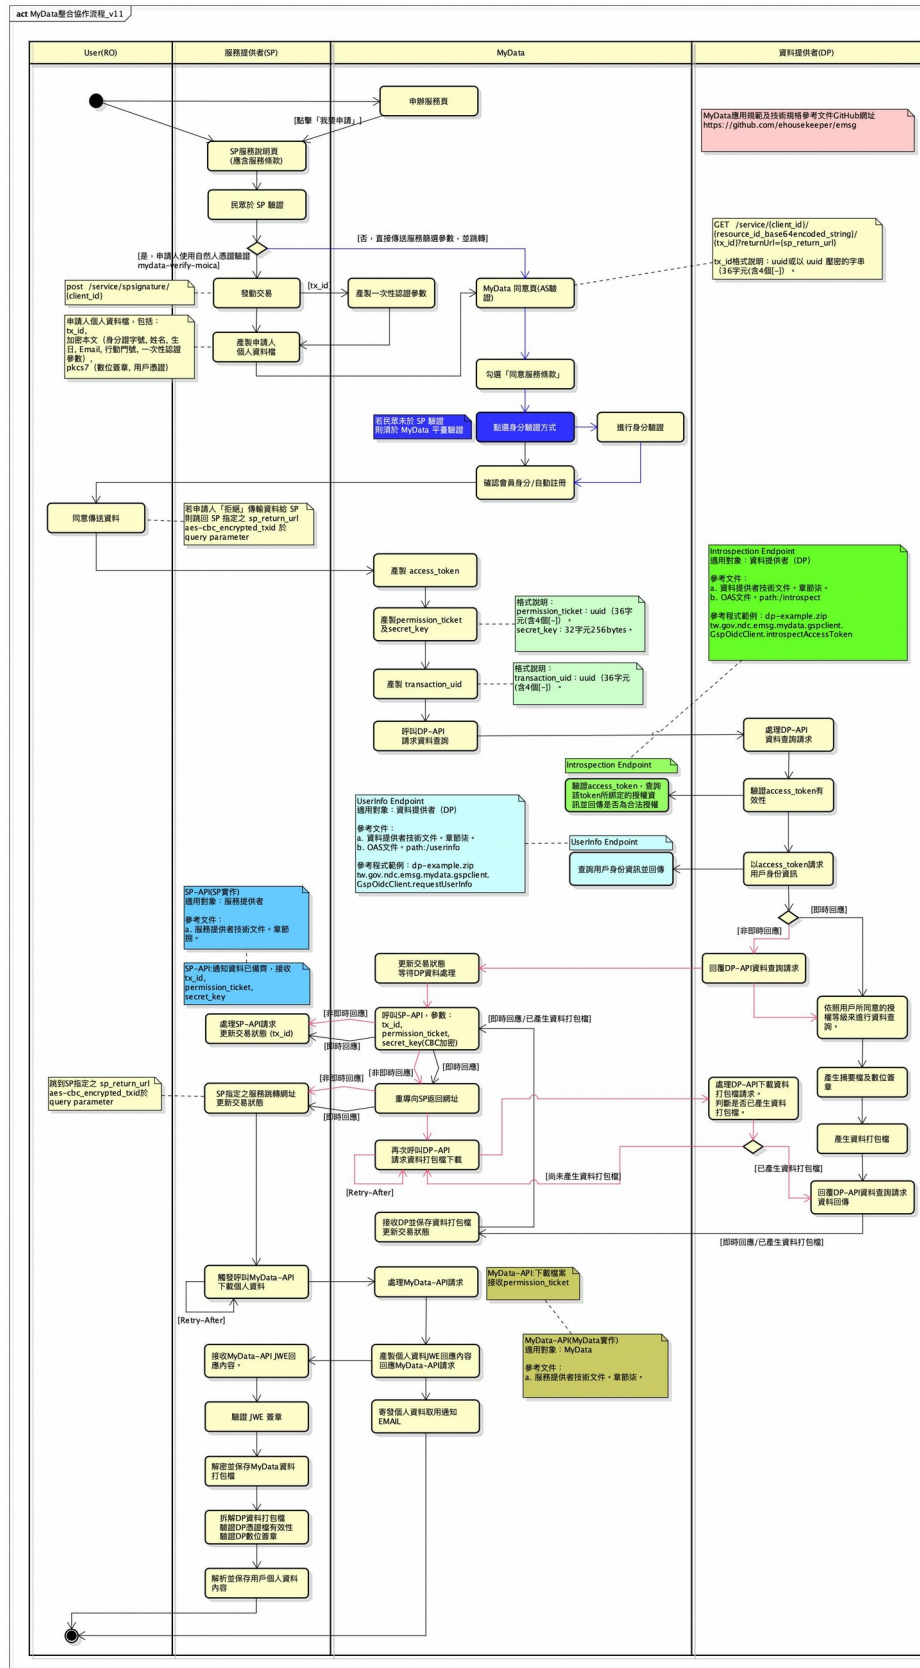 act MyData整合協作流程_v11
User(RO)
服務提供者(SP)
MyData
資料提供者(DP)
申辦服務頁
[點擊「我要申請」]
MyData應用規範及技術規格參考文件GitHub網址
https://github.com/ehousekeeper/emsg
SP服務說明頁
(應含服務條款)
民眾於 SP 驗證
[否，直接傳送服務篩選參數，並跳轉]
[是，申請人使用自然人憑證驗證
mydata-verify-moica]
GET /service/{client_id}/
{resource_id_base64encoded_string}/
{tx_id}?returnUrl={sp_return_url}
tx_id格式說明：uuid或以 uuid 壓密的字串
（36字元(含4個[-]）。
post /service/spsignature/
{client_id}
發動交易
[tx_id]
產製一次性認證參數
MyData 同意頁(AS驗
證)
申請人個人資料檔，包括：
tx_id,
加密本文（身分證字號, 姓名, 生
日, Email, 行動門號, 一次性認證
參數）,
pkcs7（數位簽章, 用戶憑證）
產製申請人
個人資料檔
勾選「同意服務條款」
若民眾未於 SP 驗證
則須於 MyData 平臺驗證
點選身分驗證方式
進行身分驗證
確認會員身分/自動註冊
同意傳送資料
若申請人「拒絕」傳輸資料給 SP
則跳回 SP 指定之 sp_return_url
aes-cbc_encrypted_txid 於
query parameter
產製 access_token
Introspection Endpoint
適用對象：資料提供者（DP）
參考文件：
a. 資料提供者技術文件。章節柒。
b. OAS文件。path:/introspect
參考程式範例：dp-example.zip
tw.gov.ndc.emsg.mydata.gspclient.
GspOidcClient.introspectAccessToken
產製permission_ticket
及secret_key
格式說明：
permission_ticket：uuid（36字
元(含4個[-]）。
secret_key：32字元256bytes。
產製 transaction_uid
格式說明：
transaction_uid：uuid（36字元
(含4個[-]）。
呼叫DP-API
請求資料查詢
處理DP-API
資料查詢請求
Introspection Endpoint
驗證access_token，查詢
該token所綁定的授權資
訊並回傳是否為合法授權
驗證access_token有
效性
UserInfo Endpoint
適用對象：資料提供者（DP）
參考文件：
a. 資料提供者技術文件。章節柒。
b. OAS文件。path:/userinfo
參考程式範例：dp-example.zip
tw.gov.ndc.emsg.mydata.gspclient.
GspOidcClient.requestUserInfo
UserInfo Endpoint
查詢用戶身份資訊並回傳
以access_token請求
用戶身份資訊
[即時回應]
[非即時回應]
SP-API(SP實作)
適用對象：服務提供者
參考文件：
a. 服務提供者技術文件。章節
捌。
SP-API:通知資料已備齊，接收
tx_id,
permission_ticket,
secret_key
更新交易狀態
等待DP資料處理
回覆DP-API資料查詢請求
依照用戶所同意的授
權等級來進行資料查
詢。
處理SP-API請求
更新交易狀態 (tx_id)
[非即時回應]
[即時回應]
呼叫SP-API，參數：
tx_id,
permission_ticket,
secret_key(CBC加密)
[即時回應/已產生資料打包檔]
[非即時回應]
[即時回應]
跳到SP指定之 sp_return_url
aes-cbc_encrypted_txid於
query parameter
SP指定之服務跳轉網址
更新交易狀態
[非即時回應]
[即時回應]
重導向SP返回網址
處理DP-API下載資料
打包檔請求。
判斷是否已產生資料
打包檔。
產生摘要檔及數位簽
章
產生資料打包檔
再次呼叫DP-API
請求資料打包檔下載
[Retry-After]
[尚未產生資料打包檔]
[已產生資料打包檔]
回覆DP-API資料查詢請求
資料回傳
接收DP並保存資料打包檔
更新交易狀態
[即時回應/已產生資料打包檔]
觸發呼叫MyData-API
下載個人資料
[Retry-After]
處理MyData-API請求
MyData-API:下載檔案
接收permission_ticket
MyData-API(MyData實作)
適用對象：MyData
參考文件：
a. 服務提供者技術文件。章節柒。
接收MyData-API JWE回
應內容。
產製個人資料JWE回應內容
回應MyData-API請求
驗證 JWE 簽章
寄發個人資料取用通知
EMAIL
解密並保存MyData資料
打包檔
拆解DP資料打包檔
驗證DP憑證檔有效性
驗證DP數位簽章
解析並保存用戶個人資料
內容